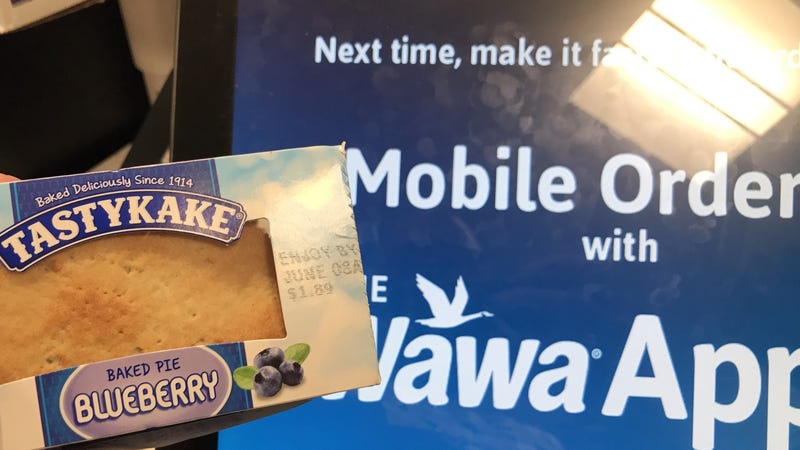 Next time, make it
Baked Deliciously Since 1914
TASTYKAKE®
ENJOY BY
JUNE 08A
$1.89
BAKED PIE
BLUEBERRY
Mobile Order
with
Wawa® App